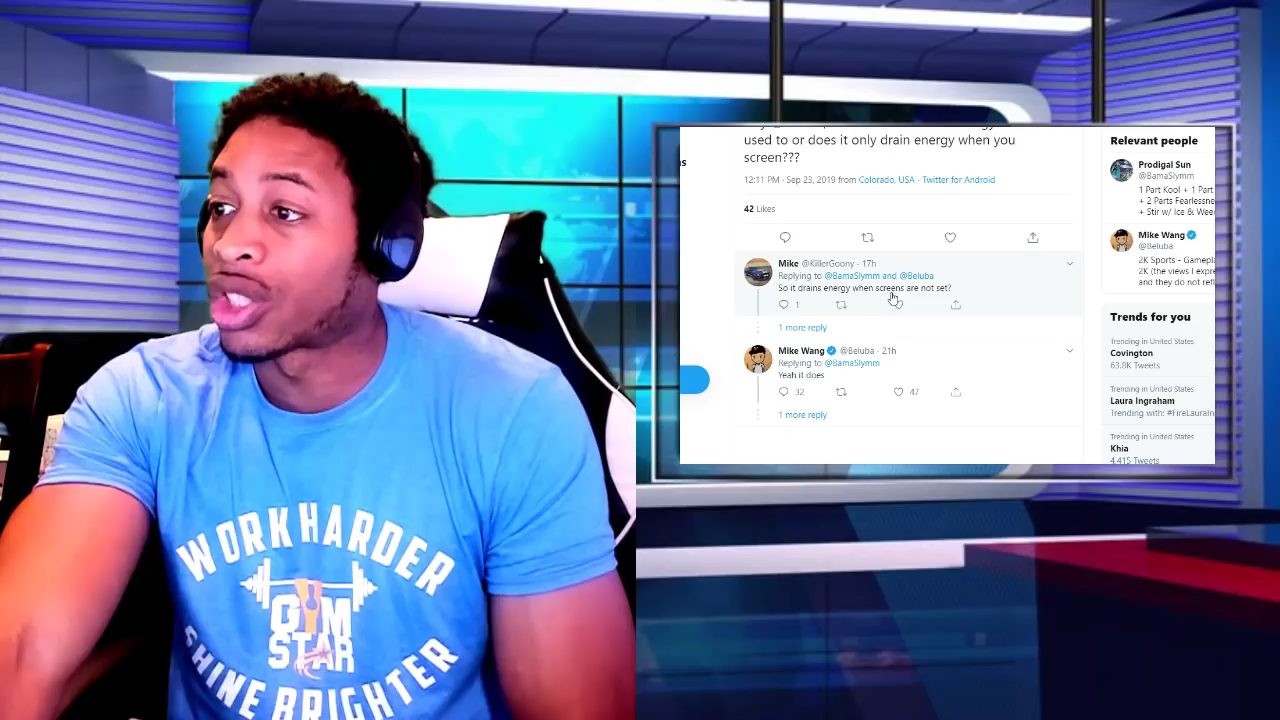 used to or does it only drain energy when you
screen???
12:11 PM · Sep 23, 2019 from Colorado, USA · Twitter for Android
42 Likes
Mike @KillerGoony · 17h
Replying to @BamaSlymm and @Beluba
So it drains energy when screens are not set?
1
1 more reply
Mike Wang @Beluba · 21h
Replying to @BamaSlymm
Yeah it does
32 47
1 more reply
Relevant people
Prodigal Sun
@BamaSlymm
1 Part Kool + 1 Part
+ 2 Parts Fearlessne
+ Stir w/ Ice & Wee
Mike Wang
@Beluba
2K Sports - Gamepl
2K (the views I expre
and they do not refl
Trends for you
Trending in United States
Covington
63.8K Tweets
Trending in United States
Laura Ingraham
Trending with: #FireLauraIn
Trending in United States
Khia
4,415 Tweets
WORK HARDER
GYM
STAR
SHINE BRIGHTER